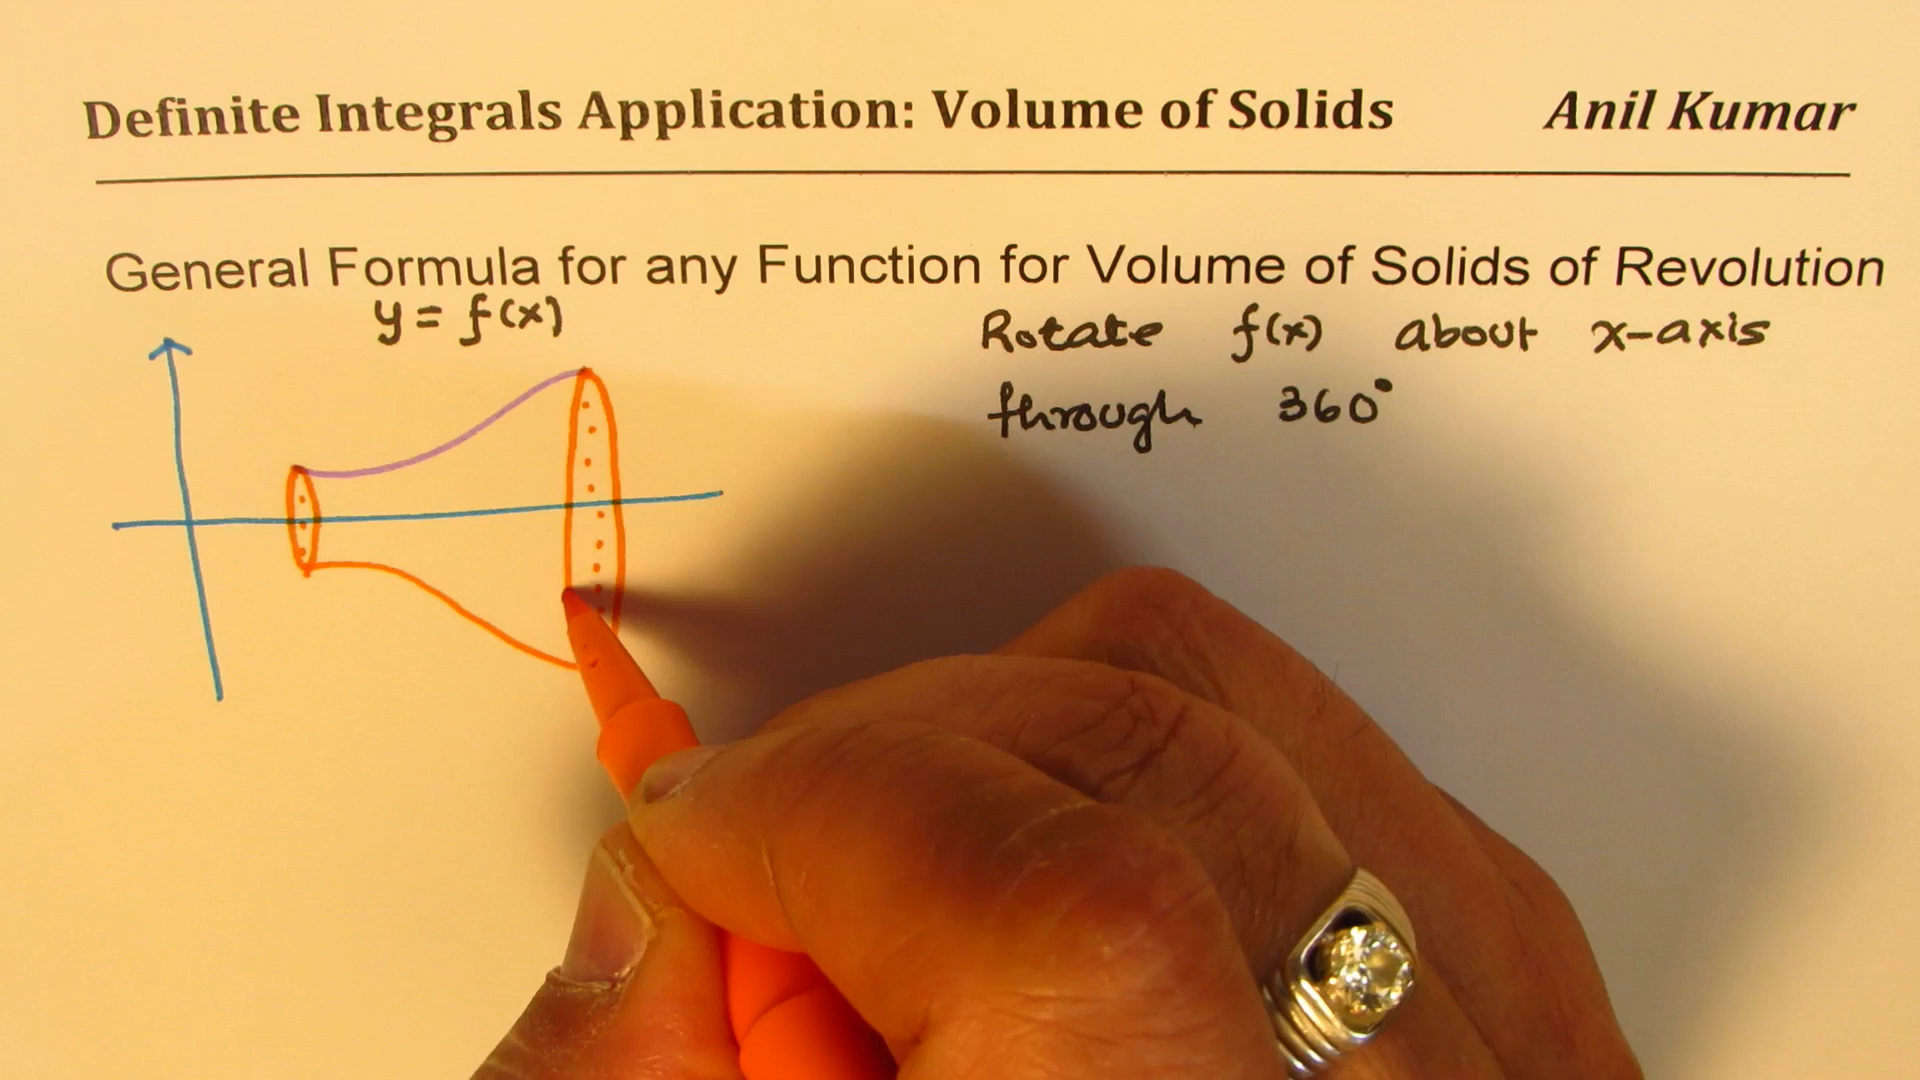 Definite Integrals Application: Volume of Solids Anil Kumar
General Formula for any Function for Volume of Solids of Revolution
y = f(x)
Rotate f(x) about x-axis
through 360°